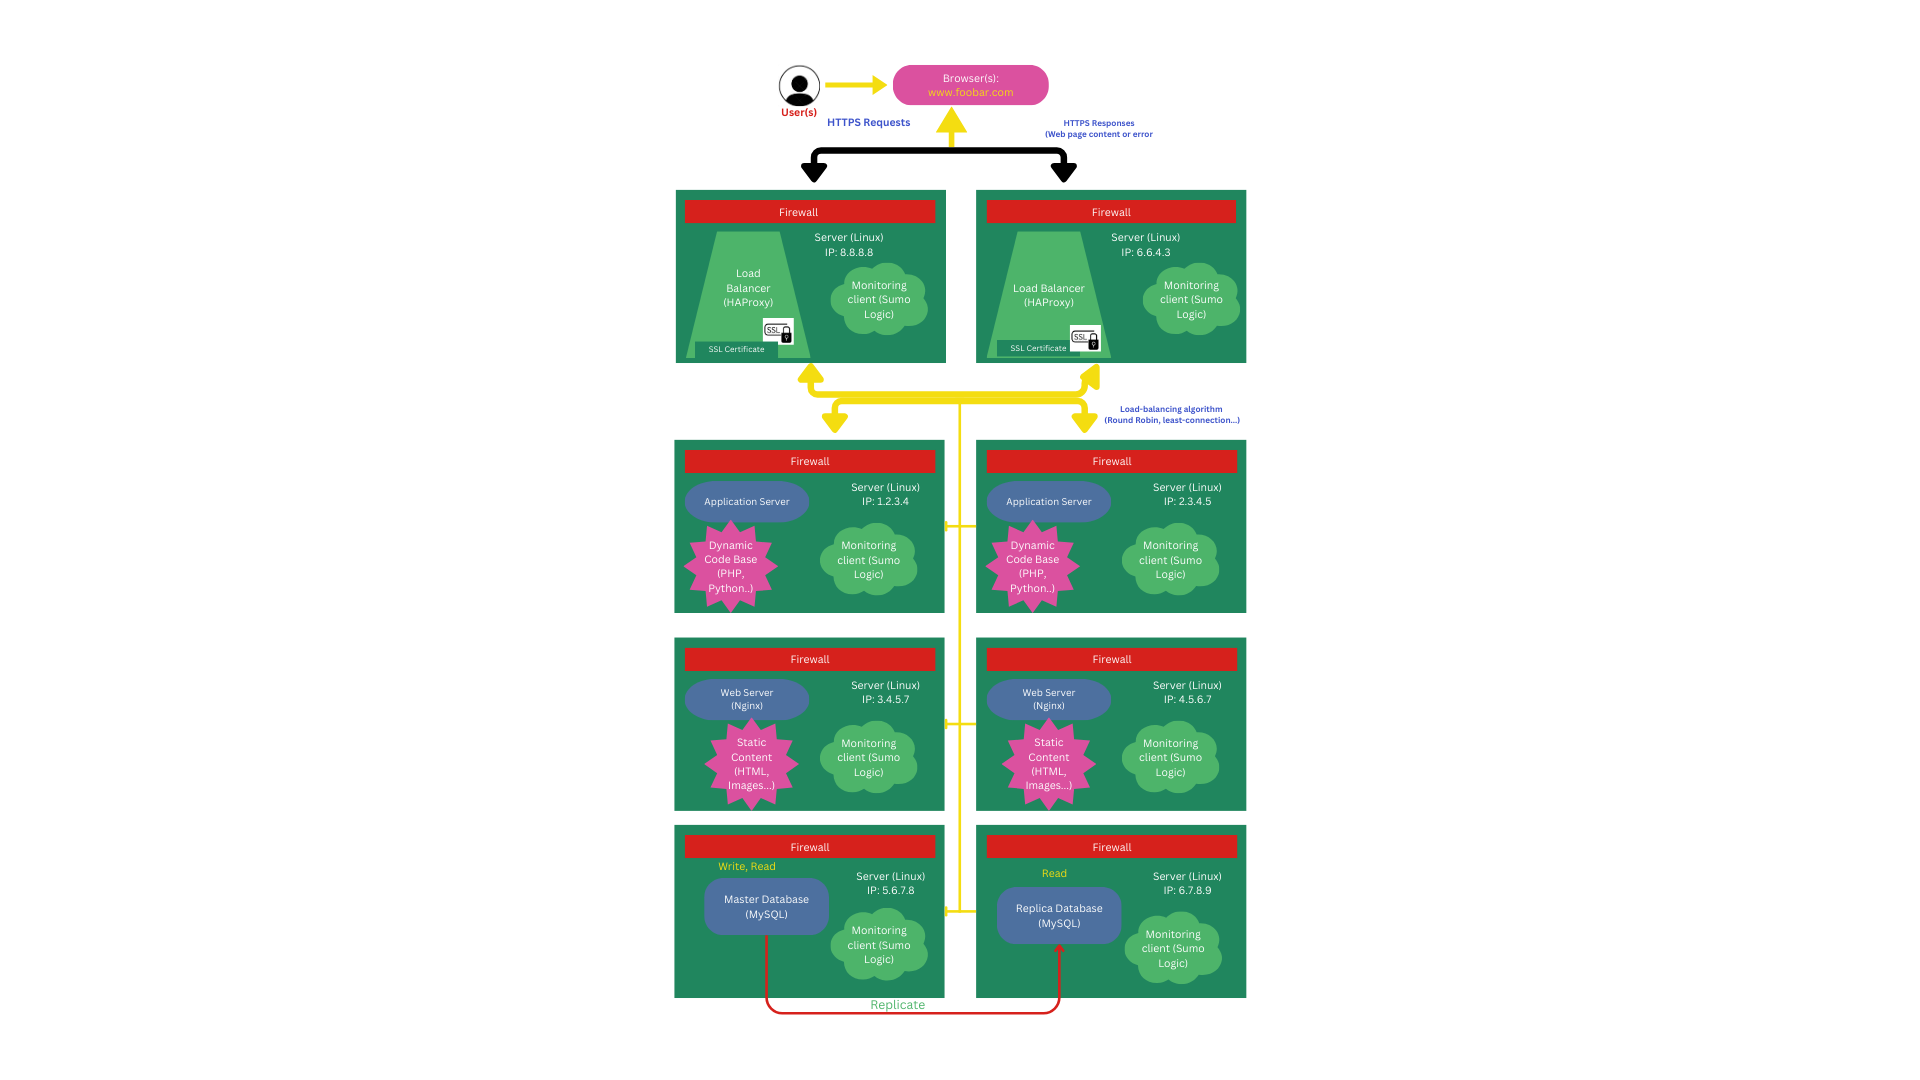 Browser(s):
www.foobar.com
User(s)
HTTPS Requests
HTTPS Responses
(Web page content or error
Firewall
Server (Linux)
IP: 8.8.8.8
Load
Balancer
(HAProxy)
Monitoring
client (Sumo
Logic)
SSL
SSL Certificate
Firewall
Server (Linux)
IP: 6.6.4.3
Load Balancer
(HAProxy)
Monitoring
client (Sumo
Logic)
SSL
SSL Certificate
Load-balancing algorithm
(Round Robin, least-connection...)
Firewall
Application Server
Server (Linux)
IP: 1.2.3.4
Dynamic
Code Base
(PHP,
Python..)
Monitoring
client (Sumo
Logic)
Firewall
Application Server
Server (Linux)
IP: 2.3.4.5
Dynamic
Code Base
(PHP,
Python..)
Monitoring
client (Sumo
Logic)
Firewall
Web Server
(Nginx)
Server (Linux)
IP: 3.4.5.7
Static
Content
(HTML,
Images...)
Monitoring
client (Sumo
Logic)
Firewall
Web Server
(Nginx)
Server (Linux)
IP: 4.5.6.7
Static
Content
(HTML,
Images...)
Monitoring
client (Sumo
Logic)
Firewall
Write, Read
Server (Linux)
IP: 5.6.7.8
Master Database
(MySQL)
Monitoring
client (Sumo
Logic)
Firewall
Read
Server (Linux)
IP: 6.7.8.9
Replica Database
(MySQL)
Monitoring
client (Sumo
Logic)
Replicate